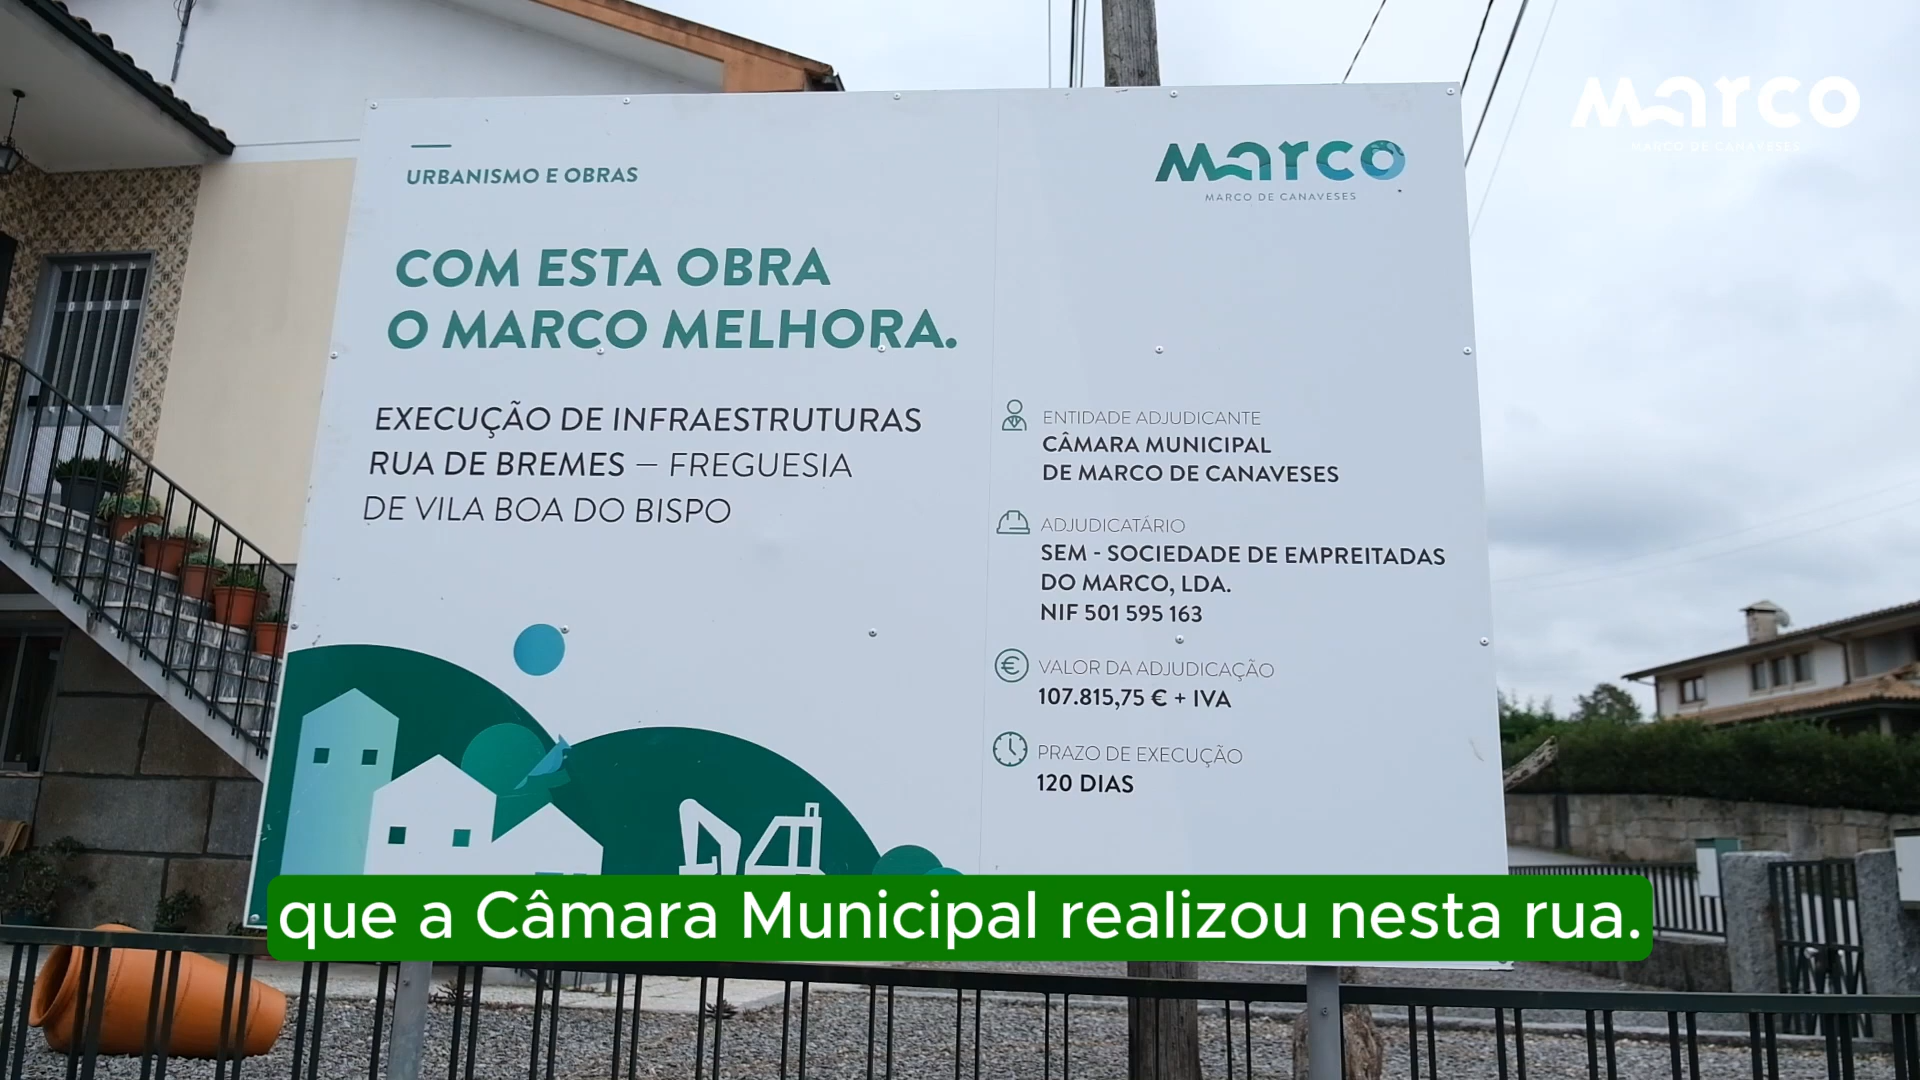 URBANISMO E OBRAS
COM ESTA OBRA
O MARCO MELHORA.
EXECUÇÃO DE INFRAESTRUTURAS
RUA DE BREMES – FREGUESIA
DE VILA BOA DO BISPO
marco
MARCO DE CANAVESES
ENTIDADE ADJUDICANTE
CÂMARA MUNICIPAL
DE MARCO DE CANAVESES
ADJUDICATÁRIO
SEM - SOCIEDADE DE EMPREITADAS
DO MARCO, LDA.
NIF 501 595 163
VALOR DA ADJUDICAÇÃO
107.815,75 € + IVA
PRAZO DE EXECUÇÃO
120 DIAS
marco
MARCO DE CANAVESES
que a Câmara Municipal realizou nesta rua.